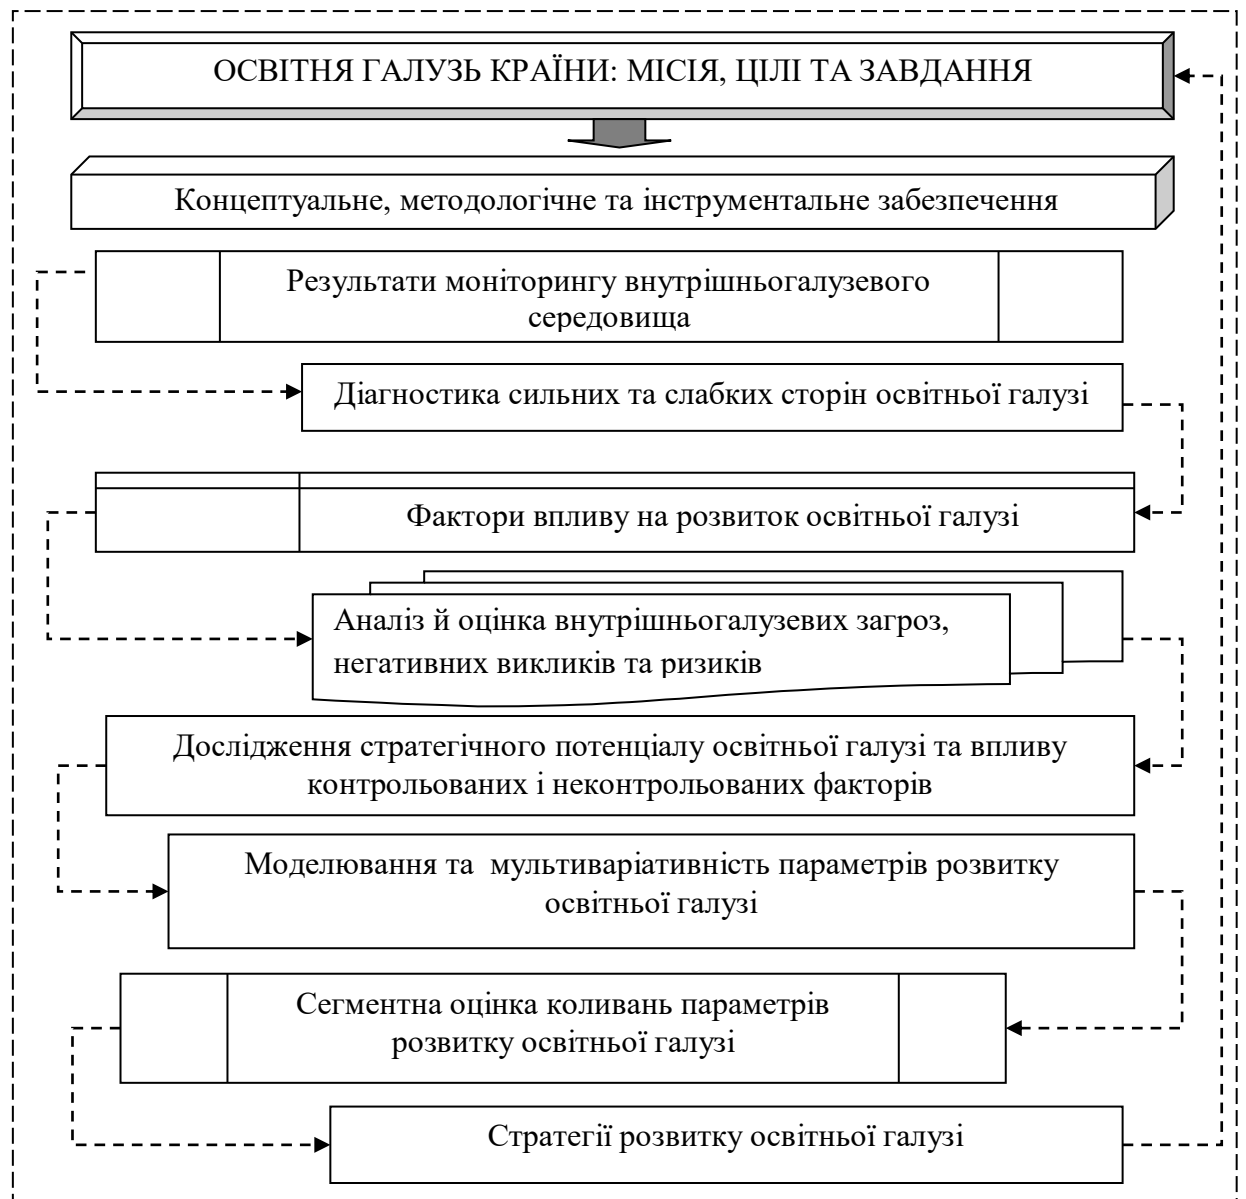 ОСВІТНЯ ГАЛУЗЬ КРАЇНИ: МІСІЯ, ЦІЛІ ТА ЗАВДАННЯ
Концептуальне, методологічне та інструментальне забезпечення
Результати моніторингу внутрішньогалузевого
середовища
Діагностика сильних та слабких сторін освітньої галузі
Фактори впливу на розвиток освітньої галузі
Аналіз й оцінка внутрішньогалузевих загроз,
негативних викликів та ризиків
Дослідження стратегічного потенціалу освітньої галузі та впливу
контрольованих і неконтрольованих факторів
Моделювання та  мультиваріативність параметрів розвитку
освітньої галузі
Сегментна оцінка коливань параметрів
розвитку освітньої галузі
Стратегії розвитку освітньої галузі